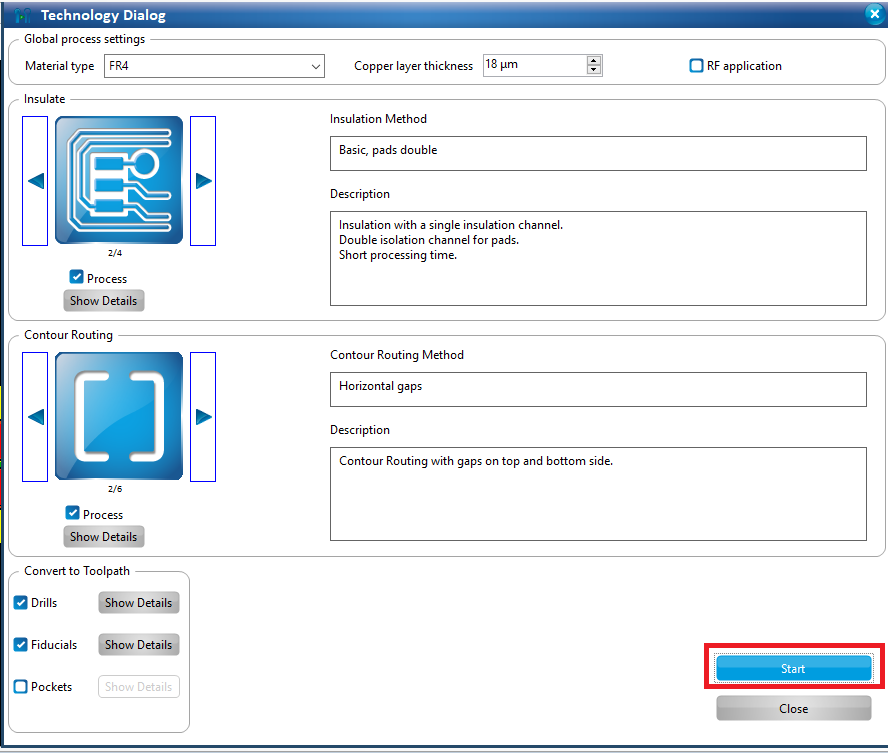 Technology Dialog
Global process settings
Material type FR4 Copper layer thickness 18 µm RF application
Insulate
Insulation Method
Basic, pads double
Description
Insulation with a single insulation channel.
Double isolation channel for pads.
Short processing time.
2/4
Process
Show Details
Contour Routing
Contour Routing Method
Horizontal gaps
Description
Contour Routing with gaps on top and bottom side.
2/6
Process
Show Details
Convert to Toolpath
Drills Show Details
Fiducials Show Details
Pockets Show Details
Start
Close